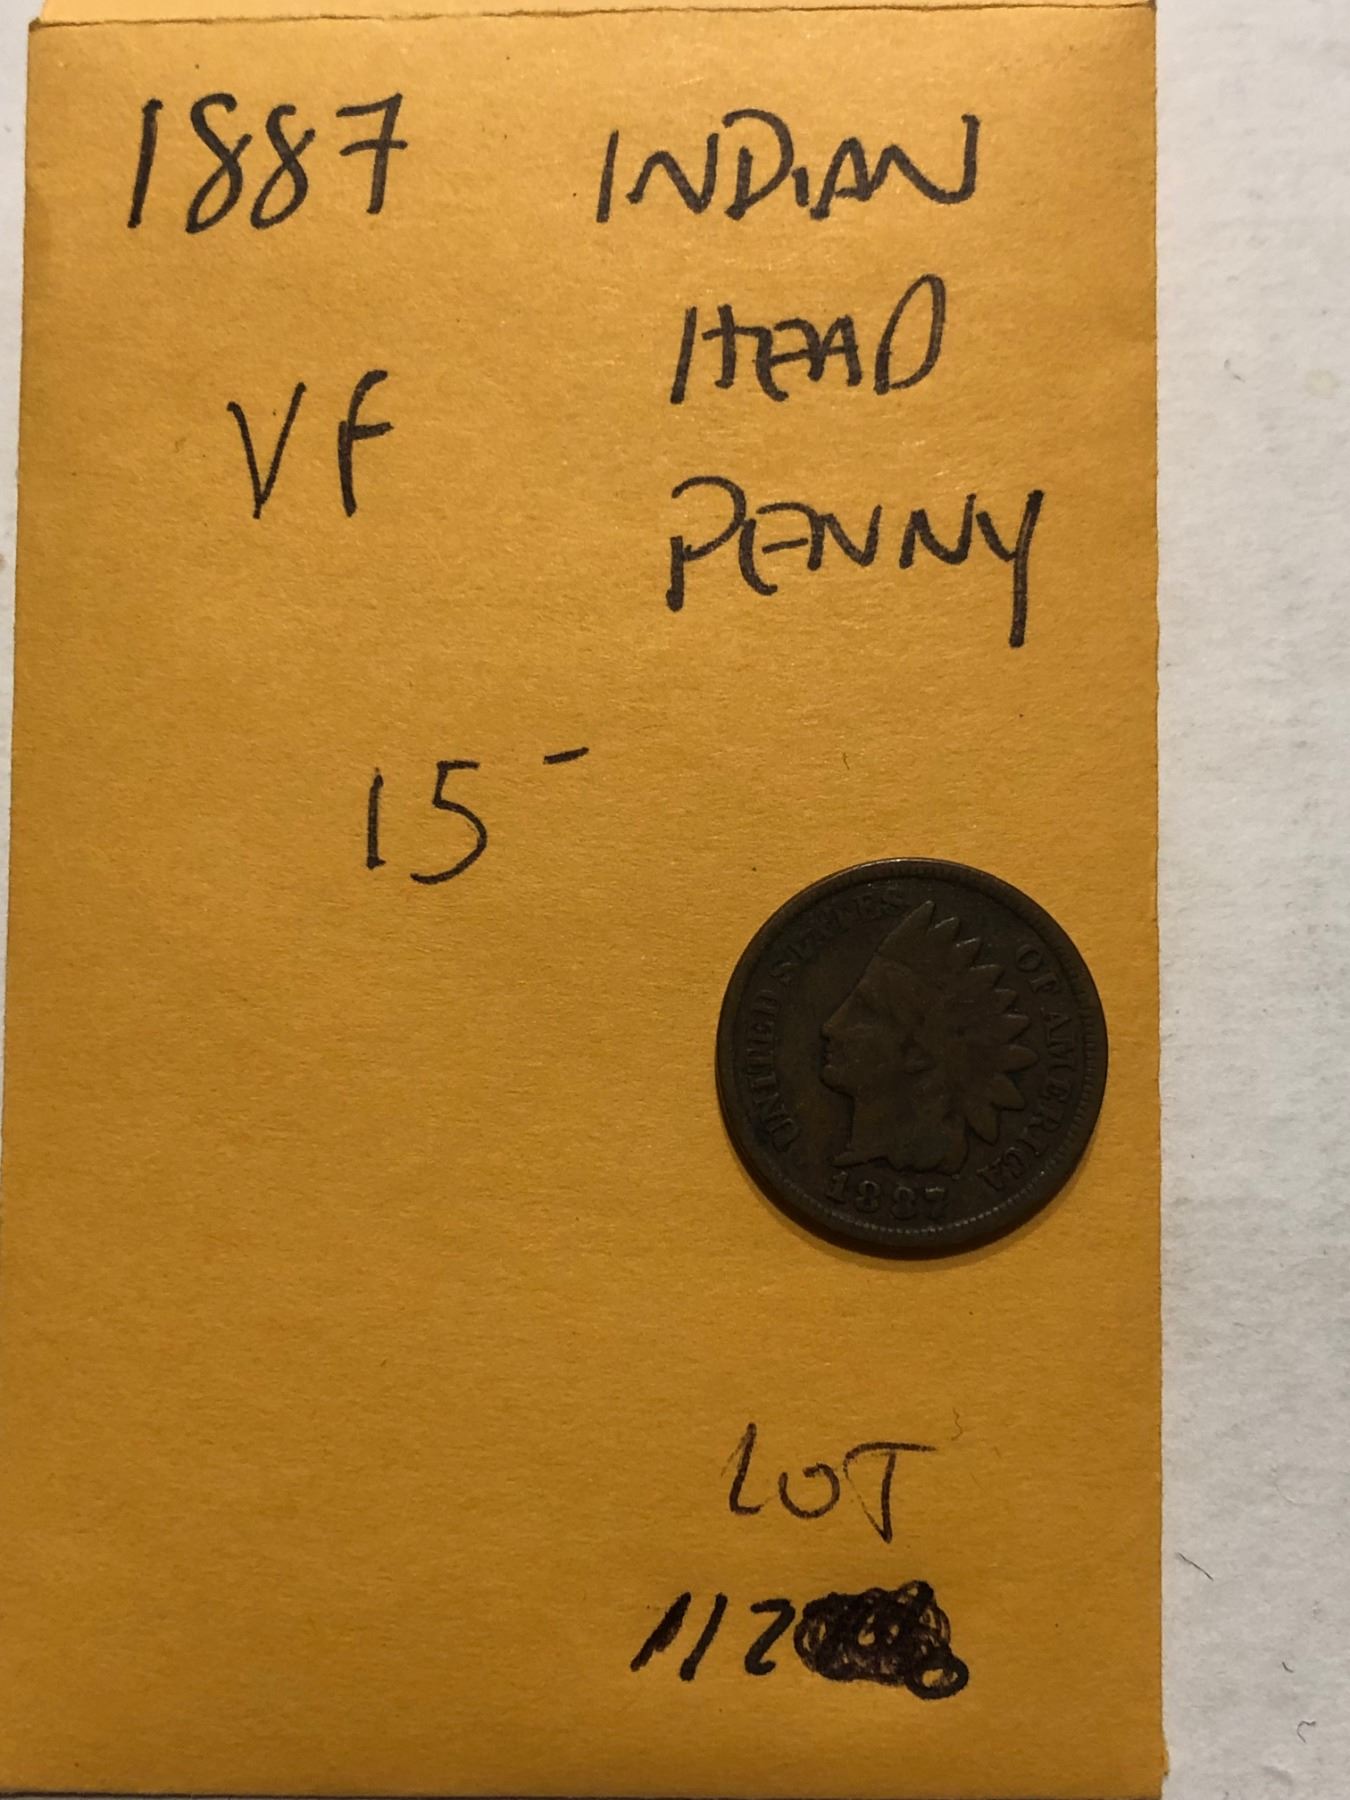 1887 INDIAN
HEAD
VF
PENNY
15-
UNITED STATES OF AMERICA
1887
LOT
112